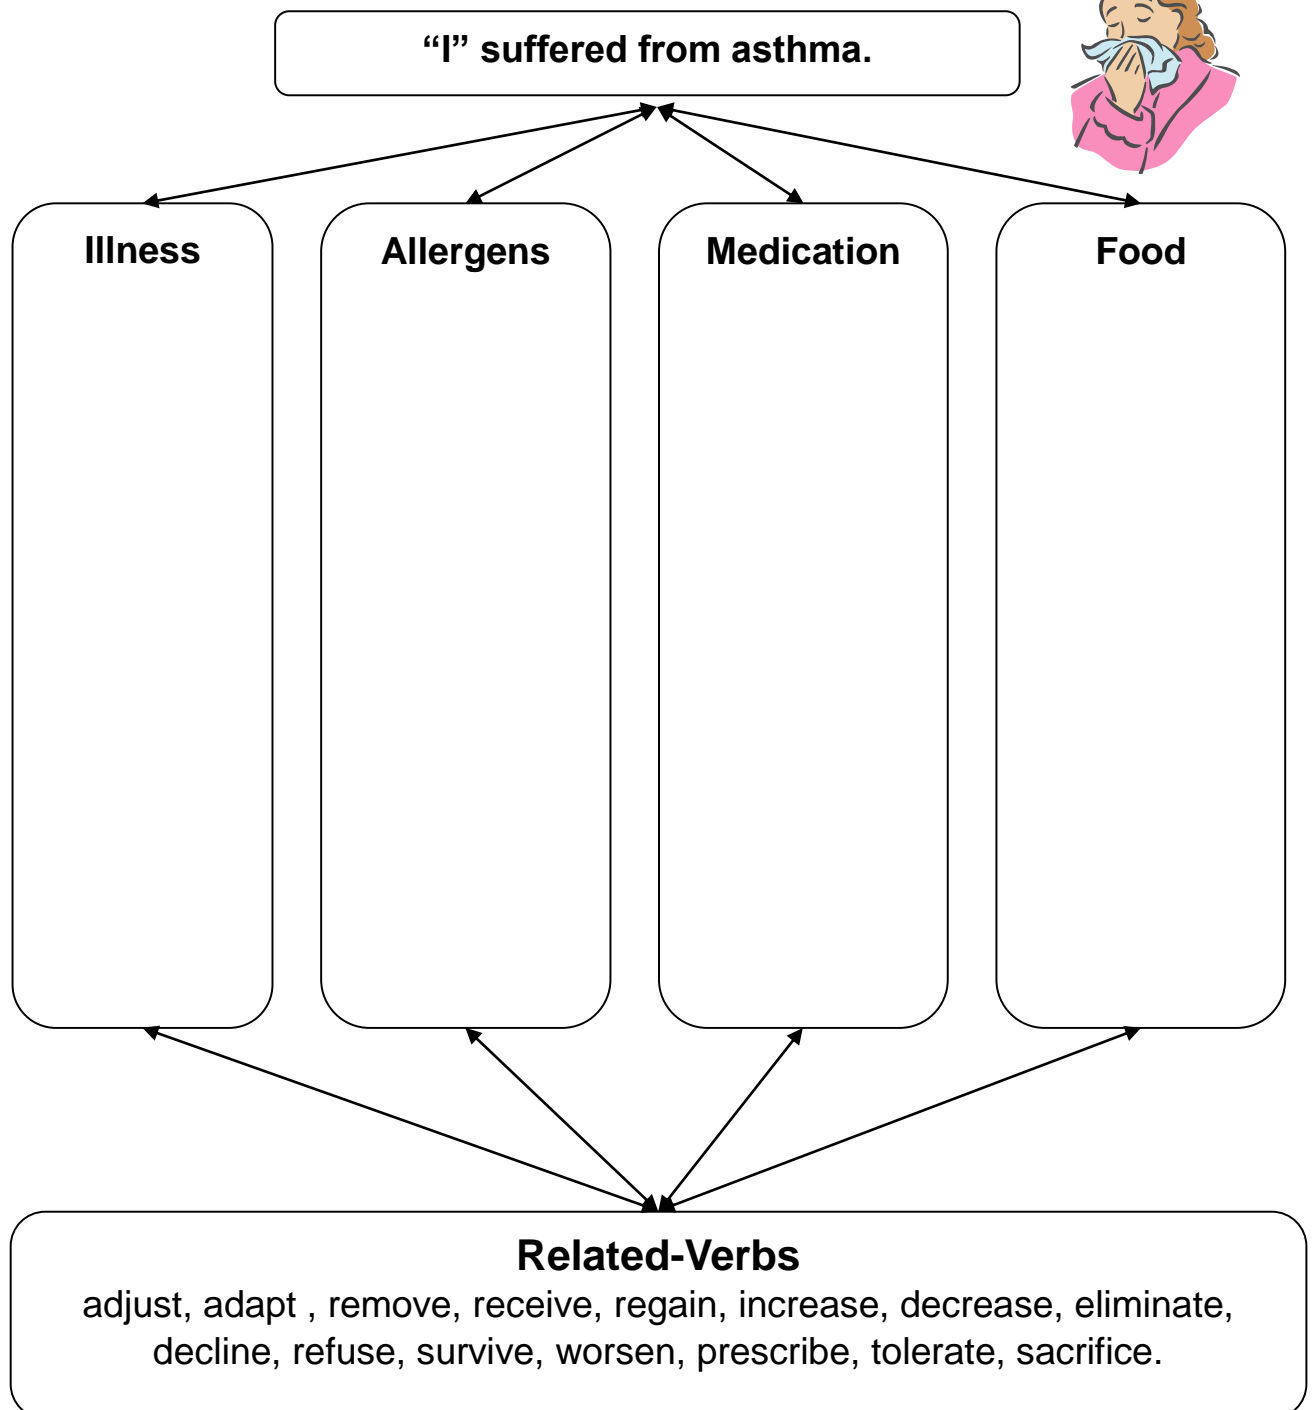 “I” suffered from asthma.
Illness
Allergens
Medication
Food
Related-Verbs
adjust, adapt , remove, receive, regain, increase, decrease, eliminate,
decline, refuse, survive, worsen, prescribe, tolerate, sacrifice.